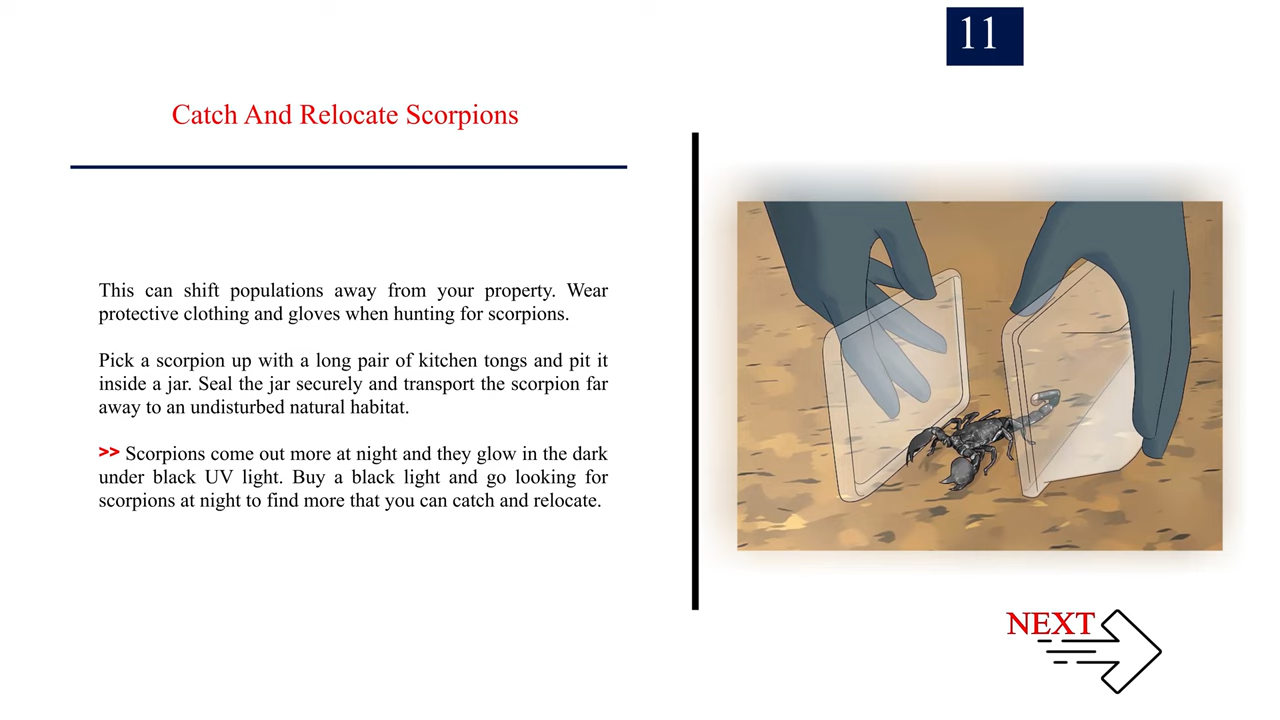 11
Catch And Relocate Scorpions
This can shift populations away from your property. Wear
protective clothing and gloves when hunting for scorpions.
Pick a scorpion up with a long pair of kitchen tongs and pit it
inside a jar. Seal the jar securely and transport the scorpion far
away to an undisturbed natural habitat.
>> Scorpions come out more at night and they glow in the dark
under black UV light. Buy a black light and go looking for
scorpions at night to find more that you can catch and relocate.
NEXT